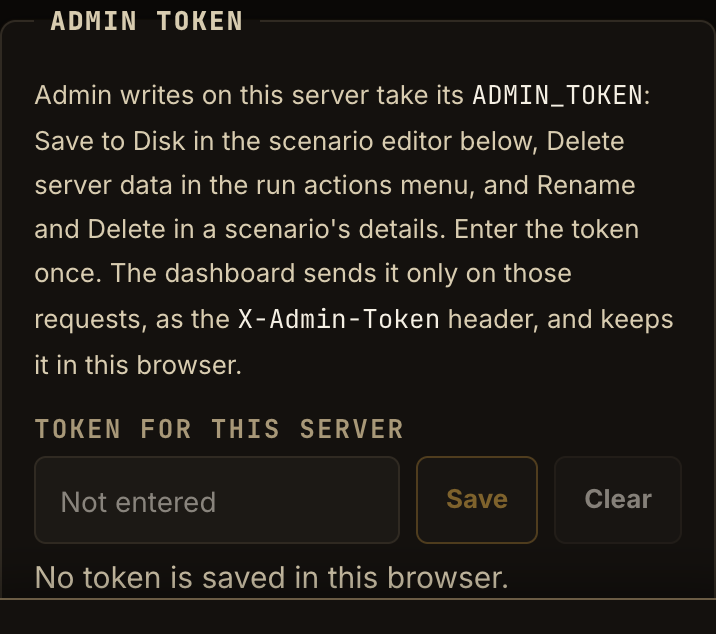 ADMIN TOKEN
Admin writes on this server take its ADMIN_TOKEN:
Save to Disk in the scenario editor below, Delete
server data in the run actions menu, and Rename
and Delete in a scenario's details. Enter the token
once. The dashboard sends it only on those
requests, as the X-Admin-Token header, and keeps
it in this browser.
TOKEN FOR THIS SERVER
Not entered Save Clear
No token is saved in this browser.